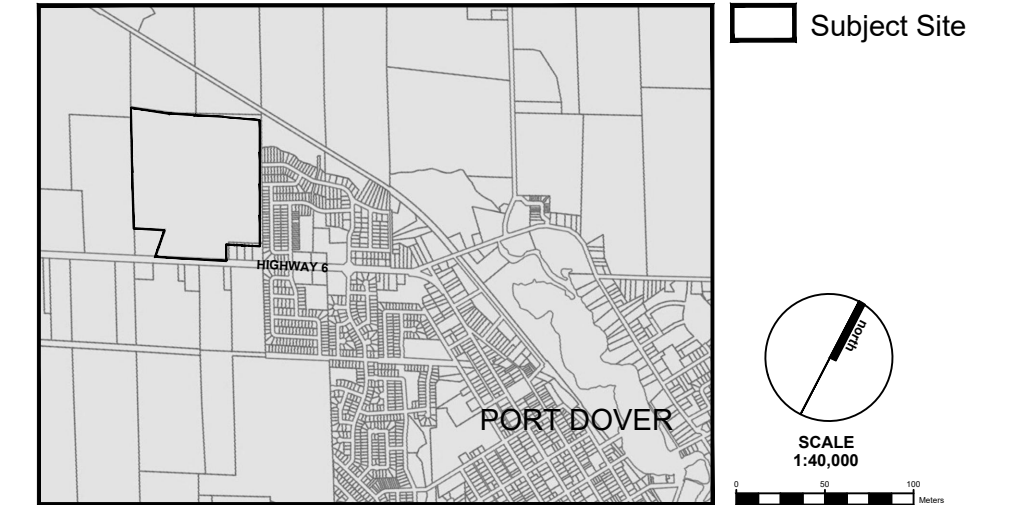 Subject Site
HIGHWAY 6
PORT DOVER
north
SCALE
1:40,000
0 50 100
Meters